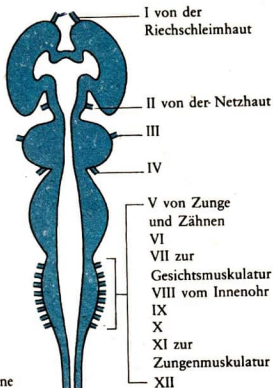 I von der
Riechschleimhaut
II von der Netzhaut
III
IV
V von Zunge
und Zähnen
VI
VII zur
Gesichtsmuskulatur
VIII vom Innenohr
IX
X
XI zur
Zungenmuskulatur
XII
ne